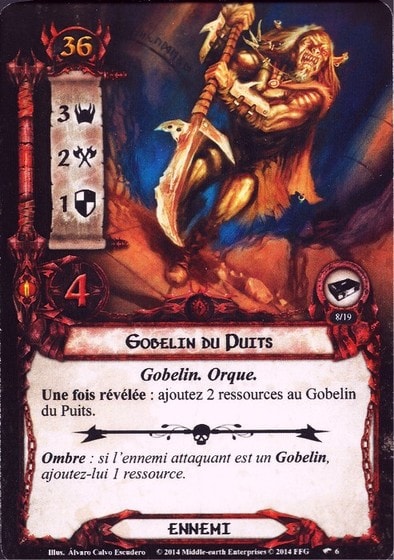 36
3
2
1
4
8/19
Gobelin du Puits
Gobelin. Orque.
Une fois révélée : ajoutez 2 ressources au Gobelin
du Puits.
Ombre : si l'ennemi attaquant est un Gobelin,
ajoutez-lui 1 ressource.
ENNEMI
Illus. Álvaro Calvo Escudero © 2014 Middle-earth Enterprises © 2014 FFG 6